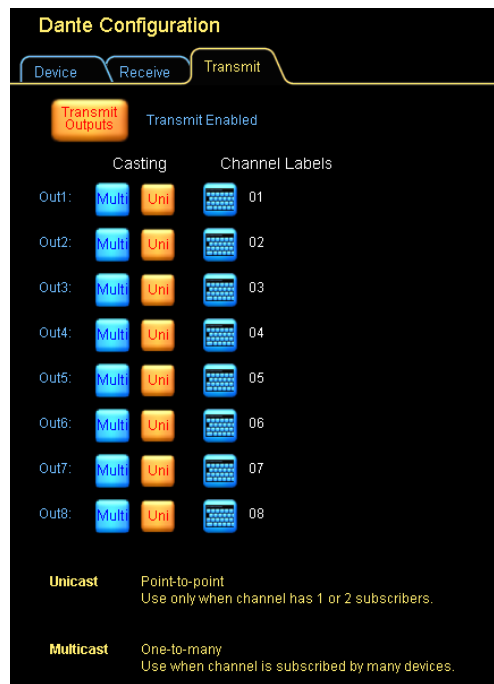 Dante Configuration
Device Receive Transmit
Transmit Outputs Transmit Enabled
Casting Channel Labels
Out1: Multi Uni 01
Out2: Multi Uni 02
Out3: Multi Uni 03
Out4: Multi Uni 04
Out5: Multi Uni 05
Out6: Multi Uni 06
Out7: Multi Uni 07
Out8: Multi Uni 08
Unicast Point-to-point
Use only when channel has 1 or 2 subscribers.
Multicast One-to-many
Use when channel is subscribed by many devices.